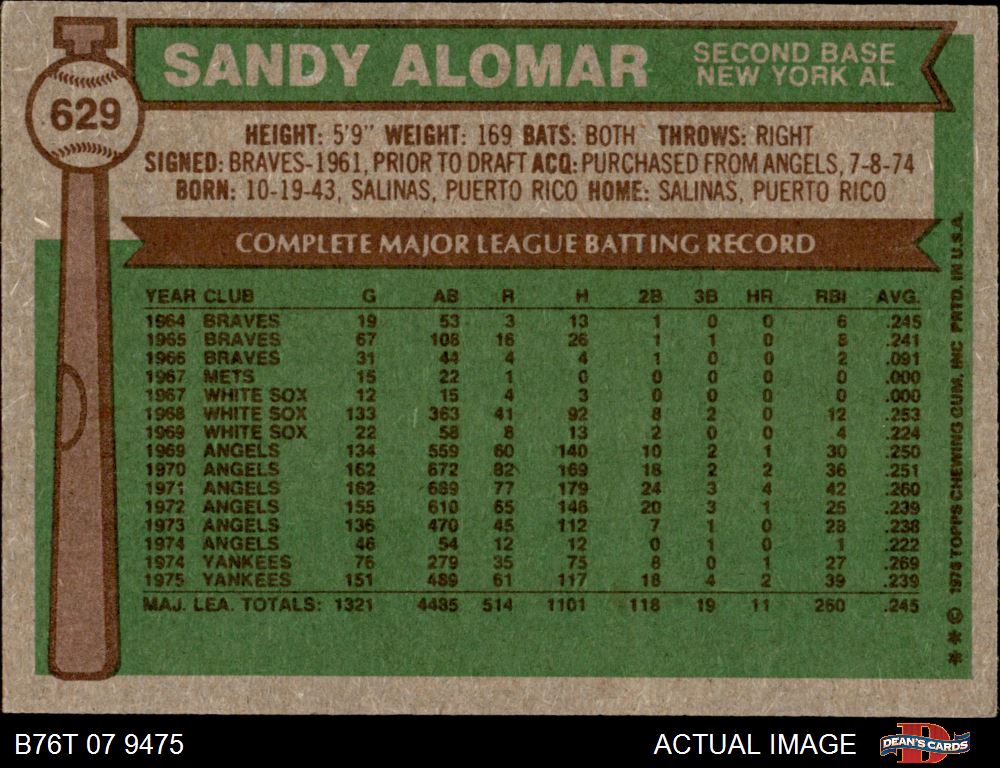 629
SANDY ALOMAR
SECOND BASE
NEW YORK AL
HEIGHT: 5'9" WEIGHT: 169 BATS: BOTH THROWS: RIGHT
SIGNED: BRAVES-1961, PRIOR TO DRAFT ACQ: PURCHASED FROM ANGELS, 7-8-74
BORN: 10-19-43, SALINAS, PUERTO RICO HOME: SALINAS, PUERTO RICO
COMPLETE MAJOR LEAGUE BATTING RECORD
YEAR CLUB G AB R H 2B 3B HR RBI AVG.
1964 BRAVES 19 53 3 13 1 0 0 6 .245
1965 BRAVES 67 108 16 26 1 1 0 8 .241
1966 BRAVES 31 44 4 4 1 0 0 2 .091
1967 METS 15 22 1 0 0 0 0 0 .000
1967 WHITE SOX 12 15 4 3 0 0 0 0 .000
1968 WHITE SOX 133 363 41 92 8 2 0 12 .253
1969 WHITE SOX 22 58 8 13 2 0 0 4 .224
1969 ANGELS 134 559 60 140 10 2 1 30 .250
1970 ANGELS 162 672 82 169 18 2 2 36 .251
1971 ANGELS 162 689 77 179 24 3 4 42 .260
1972 ANGELS 155 610 65 146 20 3 1 25 .239
1973 ANGELS 136 470 45 112 7 1 0 28 .238
1974 ANGELS 46 54 12 12 0 1 0 1 .222
1974 YANKEES 76 279 35 75 8 0 1 27 .269
1975 YANKEES 151 489 61 117 18 4 2 39 .239
MAJ. LEA. TOTALS: 1321 4485 514 1101 118 19 11 260 .245
* * © 1976 TOPPS CHEWING GUM, INC PRTD. IN U.S.A.
B76T 07 9475
ACTUAL IMAGE
D
DEAN'S CARDS